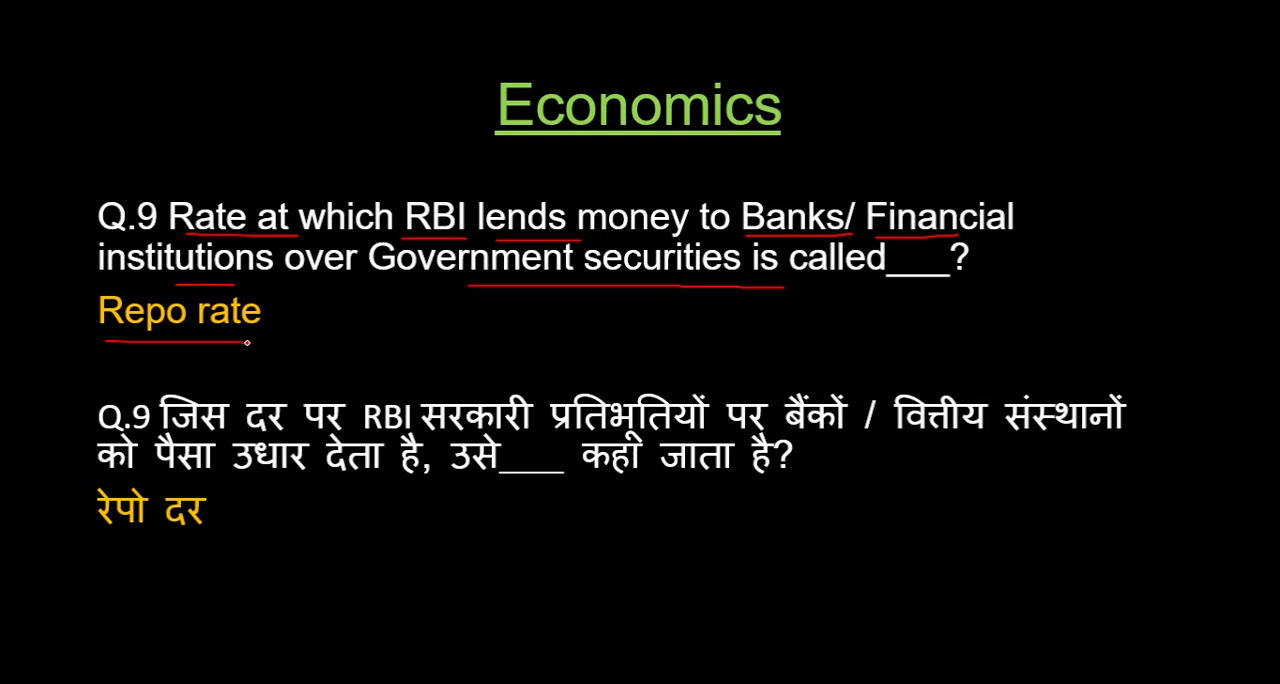 Economics
Q.9 Rate at which RBI lends money to Banks/ Financial
institutions over Government securities is called___?
Repo rate
Q.9 जिस दर पर RBI सरकारी प्रतिभूतियों पर बैंकों / वित्तीय संस्थानों
को पैसा उधार देता है, उसे___ कहा जाता है?
रेपो दर